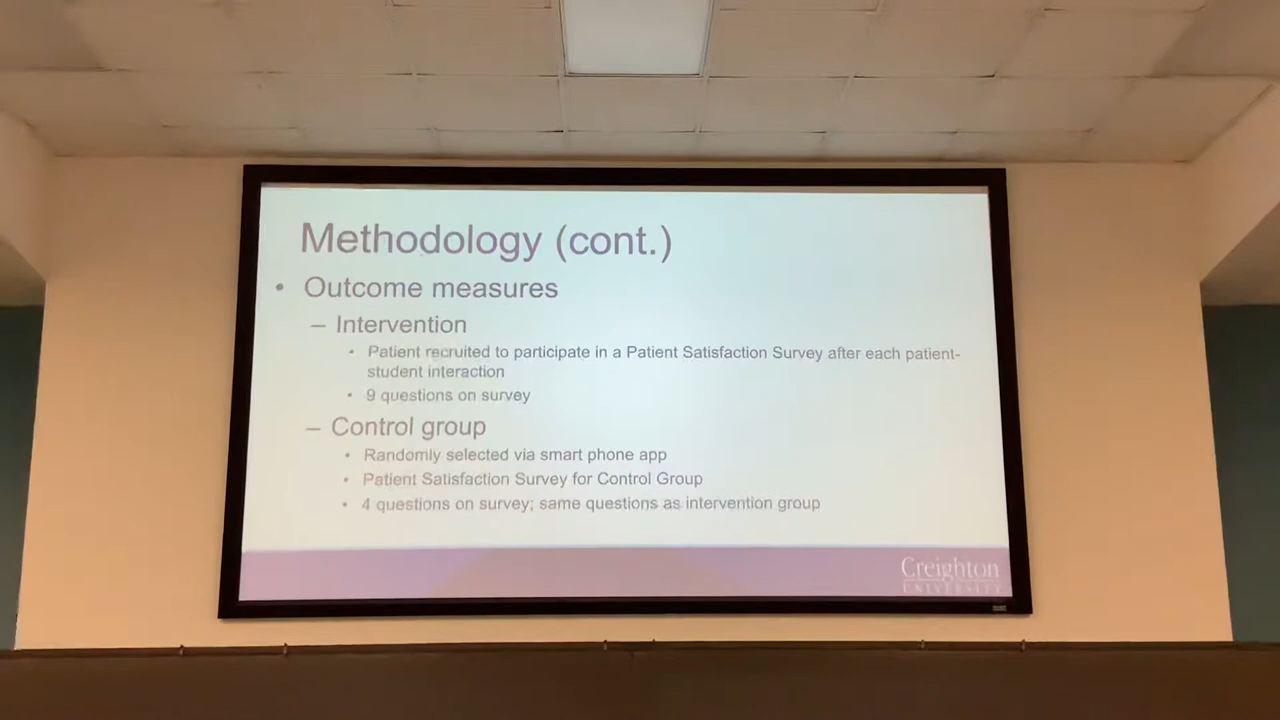 Methodology (cont.)
• Outcome measures
– Intervention
• Patient recruited to participate in a Patient Satisfaction Survey after each patient-
student interaction
• 9 questions on survey
– Control group
• Randomly selected via smart phone app
• Patient Satisfaction Survey for Control Group
• 4 questions on survey; same questions as intervention group
Creighton
UNIVERSITY